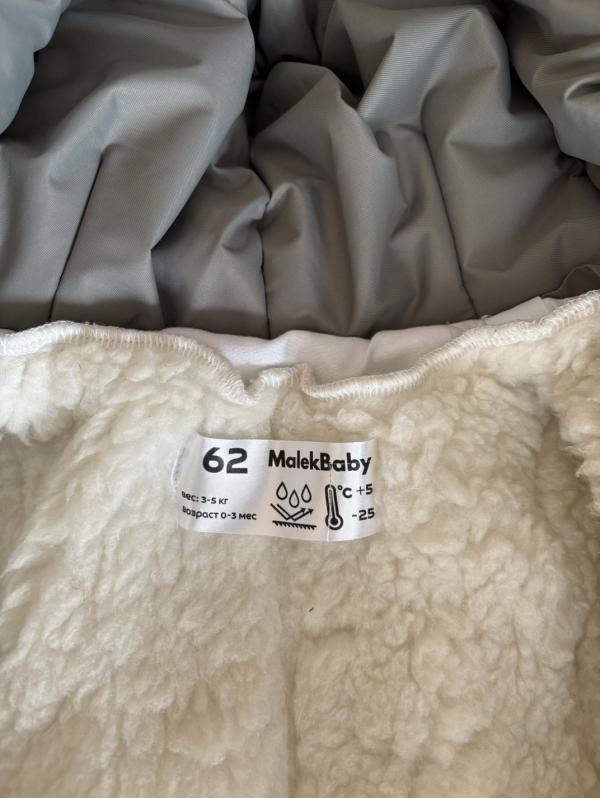 62 MalekBaby
вес: 3-5 кг
возраст 0-3 мес
°C +5
-25